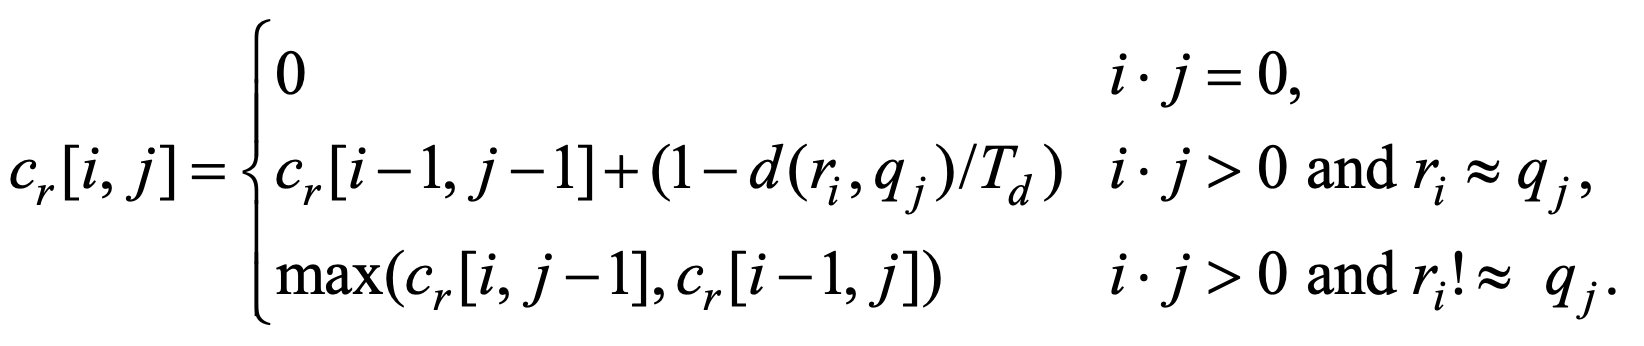 0 i · j = 0,
c_r[i, j] = { c_r[i−1, j−1]+(1−d(r_i, q_j)/T_d) i · j > 0 and r_i ≈ q_j,
max(c_r[i, j−1], c_r[i−1, j]) i · j > 0 and r_i! ≈ q_j.